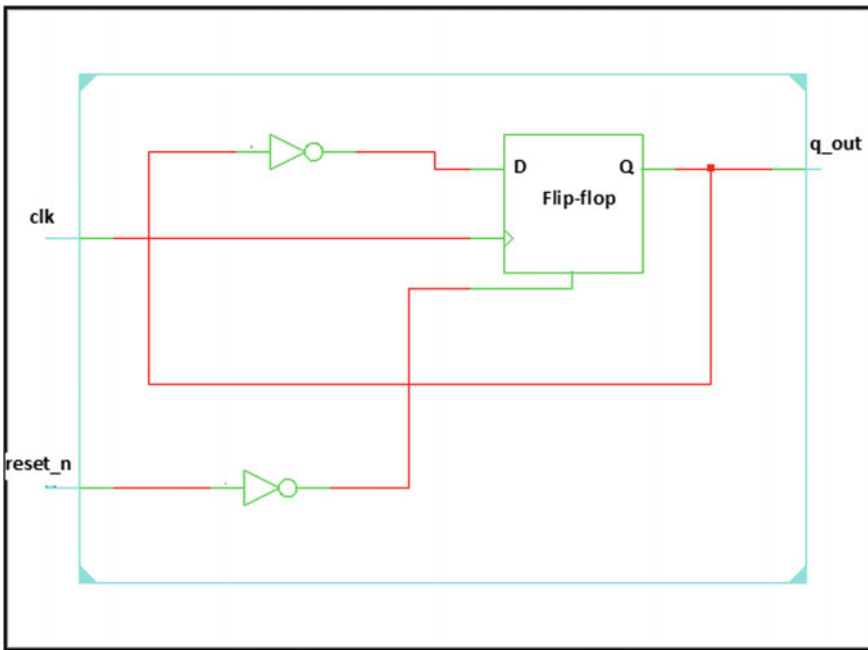 q_out
D
Q
Flip-flop
clk
reset_n